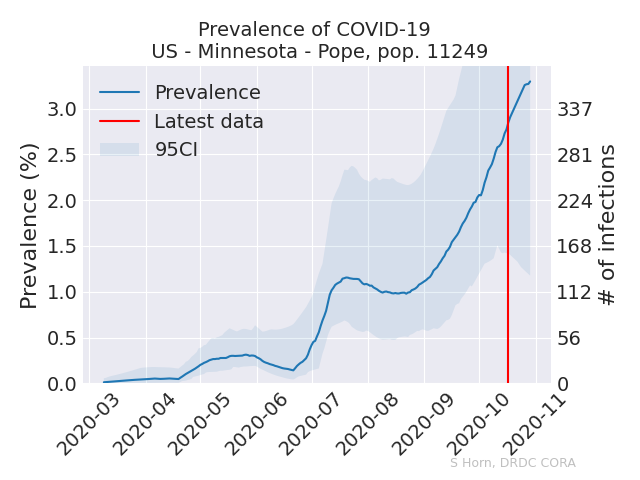 Prevalence of COVID-19
US - Minnesota - Pope, pop. 11249
Prevalence
Latest data
95CI
Prevalence (%)
3.0
2.5
2.0
1.5
1.0
0.5
0.0
337
281
224
168
112
56
0
# of infections
2020-03
2020-04
2020-05
2020-06
2020-07
2020-08
2020-09
2020-10
2020-11
S Horn, DRDC CORA